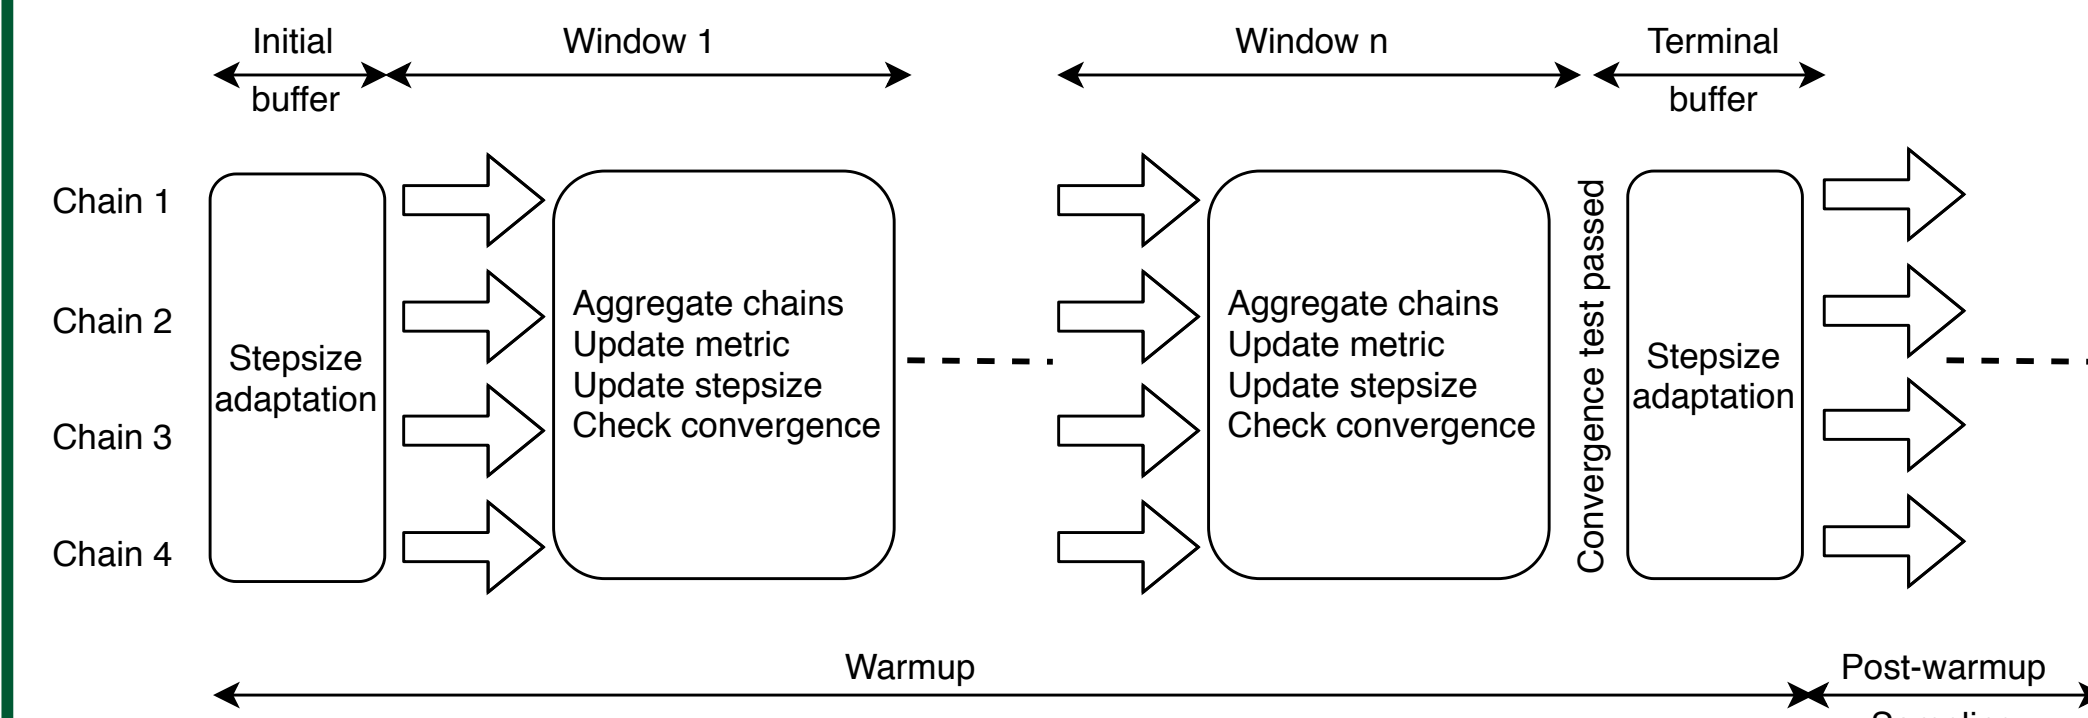 Initial
buffer
Window 1
Window n
Terminal
buffer
Chain 1
Chain 2
Chain 3
Chain 4
Stepsize
adaptation
Aggregate chains
Update metric
Update stepsize
Check convergence
Aggregate chains
Update metric
Update stepsize
Check convergence
Convergence test passed
Stepsize
adaptation
Warmup
Post-warmup